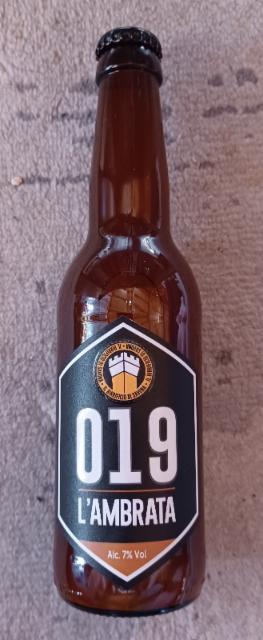 019
L'AMBRATA
Alc. 7% Vol